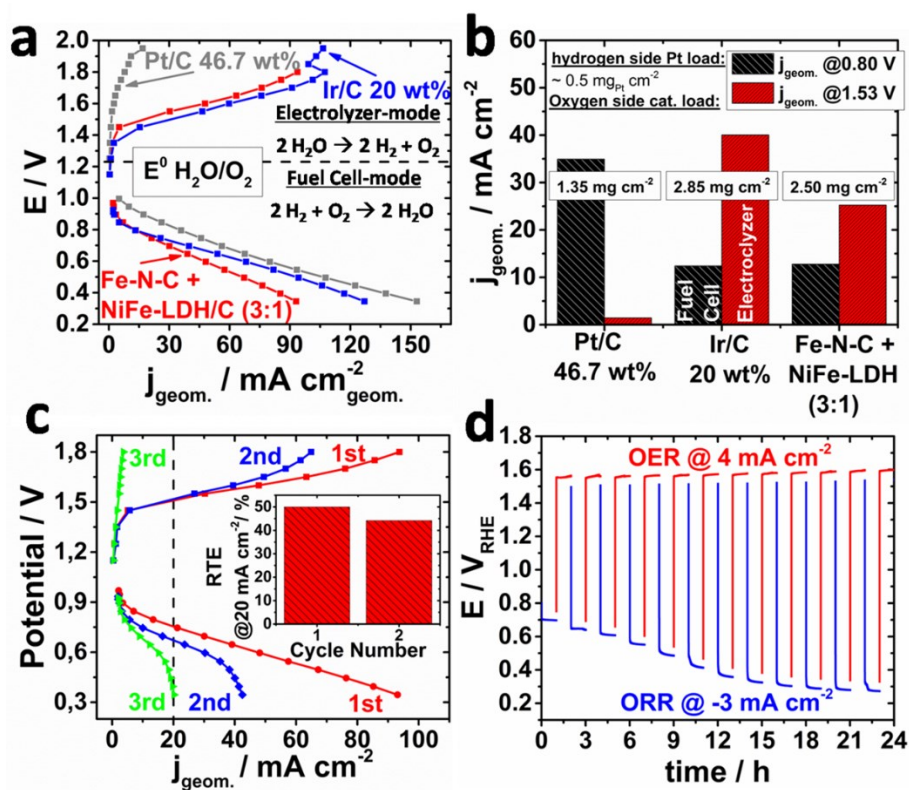 a
2.0
1.8
1.6
1.4
1.2
1.0
0.8
0.6
0.4
0.2
E / V
Pt/C 46.7 wt%
Ir/C 20 wt%
Electrolyzer-mode
2 H₂O → 2 H₂ + O₂
E⁰ H₂O/O₂
Fuel Cell-mode
2 H₂ + O₂ → 2 H₂O
Fe-N-C +
NiFe-LDH/C (3:1)
0 30 60 90 120 150
j_geom. / mA cm⁻²_geom.
b
60
50
40
30
20
10
0
j_geom. / mA cm⁻²
hydrogen side Pt load:
~ 0.5 mg_Pt cm⁻²
Oxygen side cat. load:
j_geom. @0.80 V
j_geom. @1.53 V
1.35 mg cm⁻²
2.85 mg cm⁻²
2.50 mg cm⁻²
Fuel
Cell
Electrolyzer
Pt/C
46.7 wt%
Ir/C
20 wt%
Fe-N-C +
NiFe-LDH
(3:1)
c
1.8
1.5
1.2
0.9
0,6
0.3
Potential / V
3rd
2nd
1st
RTE
@20 mA cm⁻²/ %
50
40
30
20
10
0
1 2
Cycle Number
3rd
2nd
1st
0 20 40 60 80 100
j_geom. / mA cm⁻²
d
1.8
1.6
1.4
1.2
1.0
0.8
0.6
0.4
0.2
E / V_RHE
OER @ 4 mA cm⁻²
ORR @ -3 mA cm⁻²
0 3 6 9 12 15 18 21 24
time / h